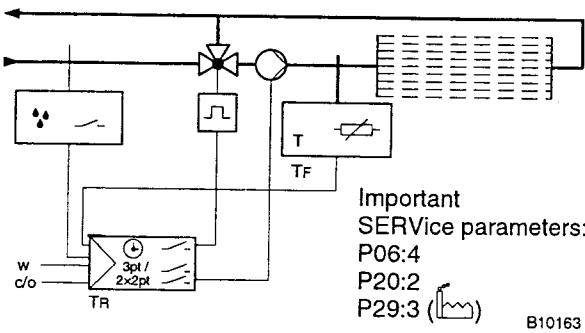 T
TF
w
c/o
3pt /
2x2pt
TR
Important
SERVice parameters:
P06:4
P20:2
P29:3 ( )
B10163